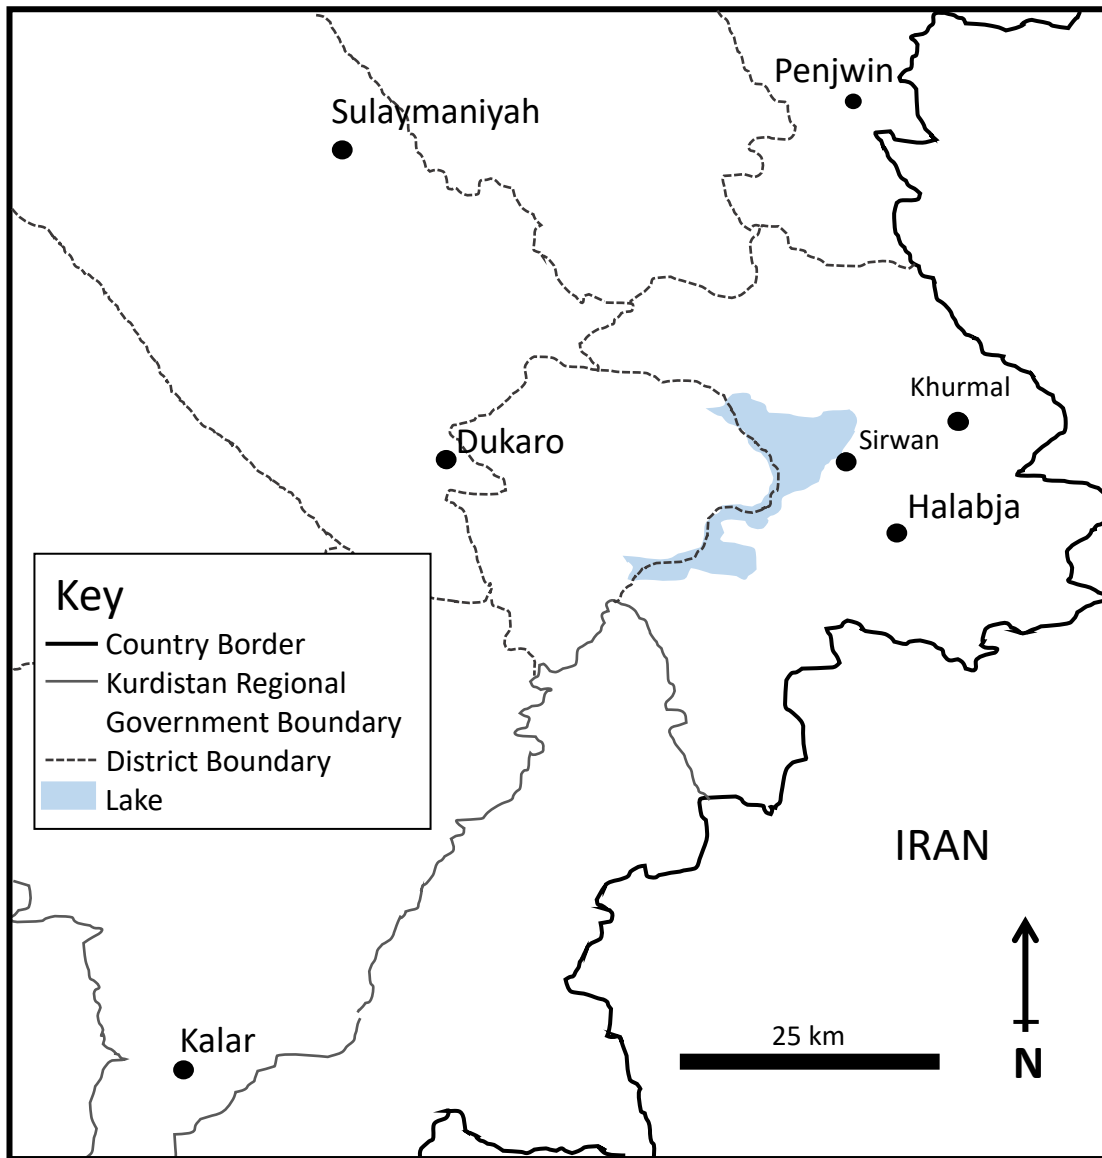 Penjwin
Sulaymaniyah
Khurmal
Dukaro
Sirwan
Halabja
Key
Country Border
Kurdistan Regional
Government Boundary
District Boundary
Lake
IRAN
Kalar
25 km
N